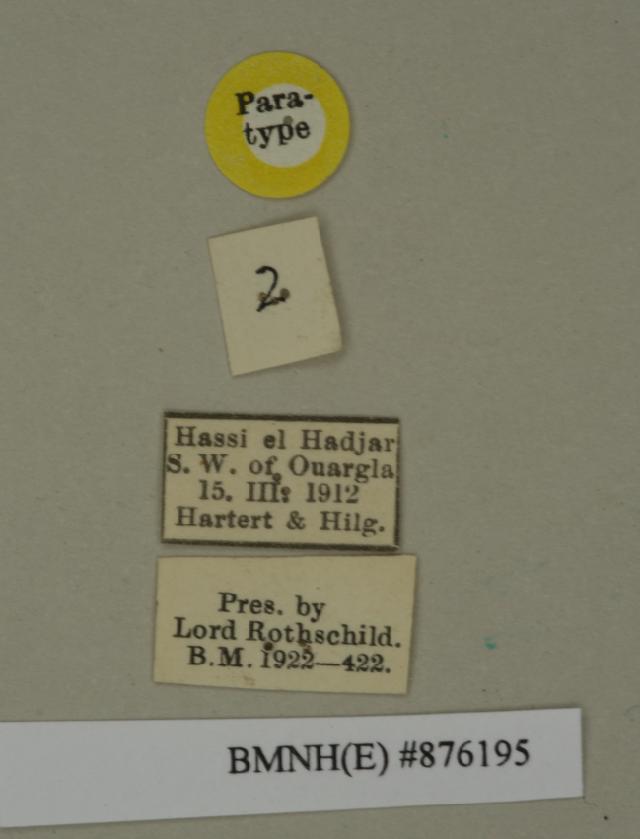 Para-
type
2
Hassi el Hadjar
S. W. of Ouargla
15. III. 1912
Hartert & Hilg.
Pres. by
Lord Rothschild.
B.M. 1922—422.
BMNH(E) #876195